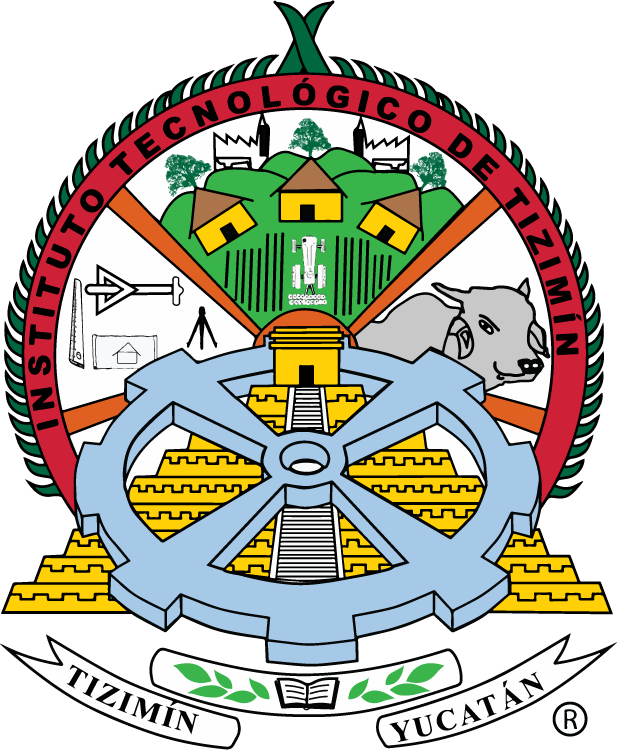 INSTITUTO TECNOLÓGICO DE TIZIMÍN
TIZIMÍN
YUCATÁN
®